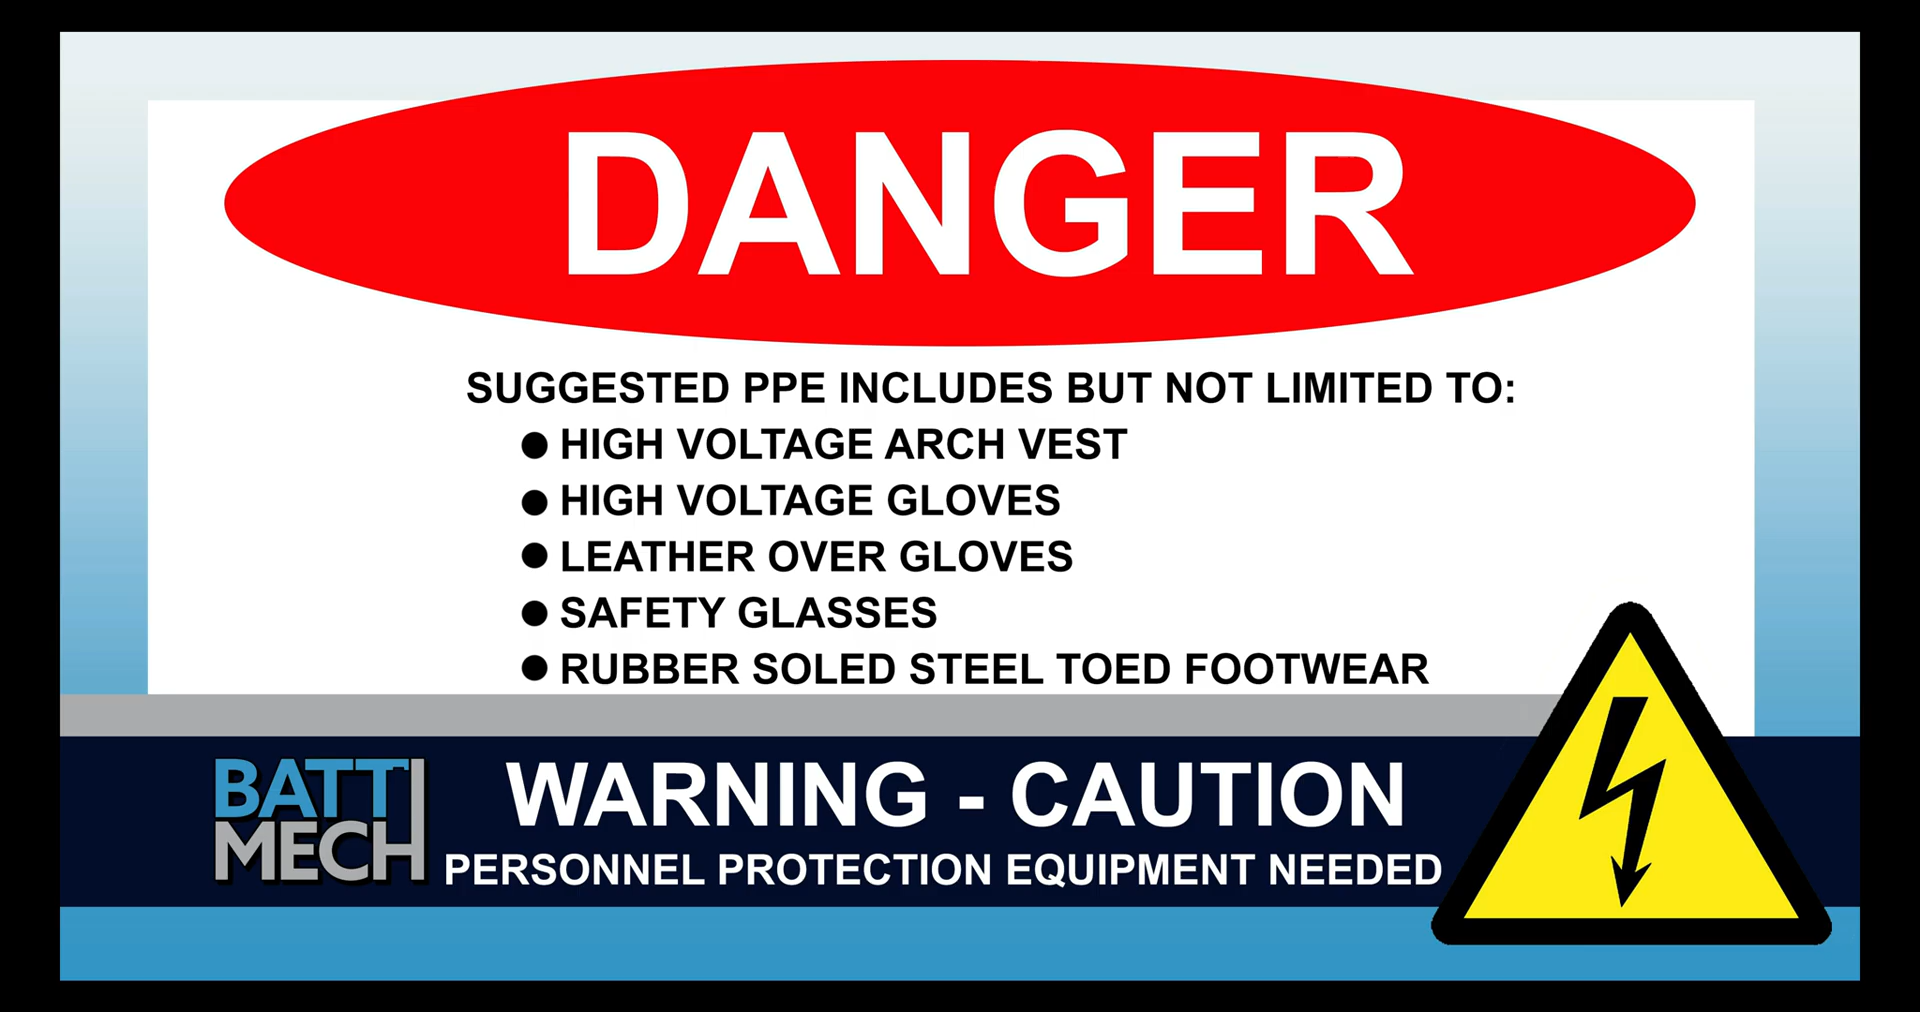 DANGER
SUGGESTED PPE INCLUDES BUT NOT LIMITED TO:
● HIGH VOLTAGE ARCH VEST
● HIGH VOLTAGE GLOVES
● LEATHER OVER GLOVES
● SAFETY GLASSES
● RUBBER SOLED STEEL TOED FOOTWEAR
BATTI
MECH
WARNING - CAUTION
PERSONNEL PROTECTION EQUIPMENT NEEDED